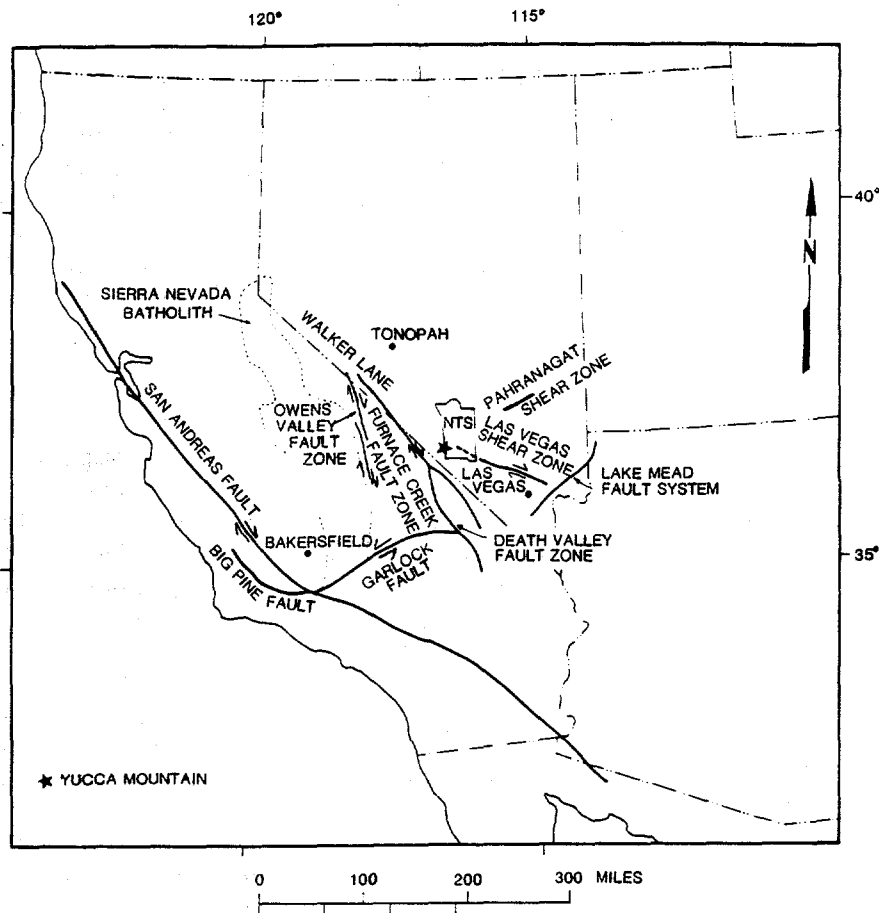 120°
115°
40°
N
SIERRA NEVADA
BATHOLITH
WALKER LANE
TONOPAH
PAHRANAGAT
SHEAR ZONE
SAN ANDREAS FAULT
OWENS
VALLEY
FAULT
ZONE
FURNACE CREEK
FAULT ZONE
NTS
LAS VEGAS
SHEAR ZONE
LAS
VEGAS
LAKE MEAD
FAULT SYSTEM
BAKERSFIELD
GARLOCK
FAULT
DEATH VALLEY
FAULT ZONE
35°
BIG PINE FAULT
★ YUCCA MOUNTAIN
0 100 200 300 MILES